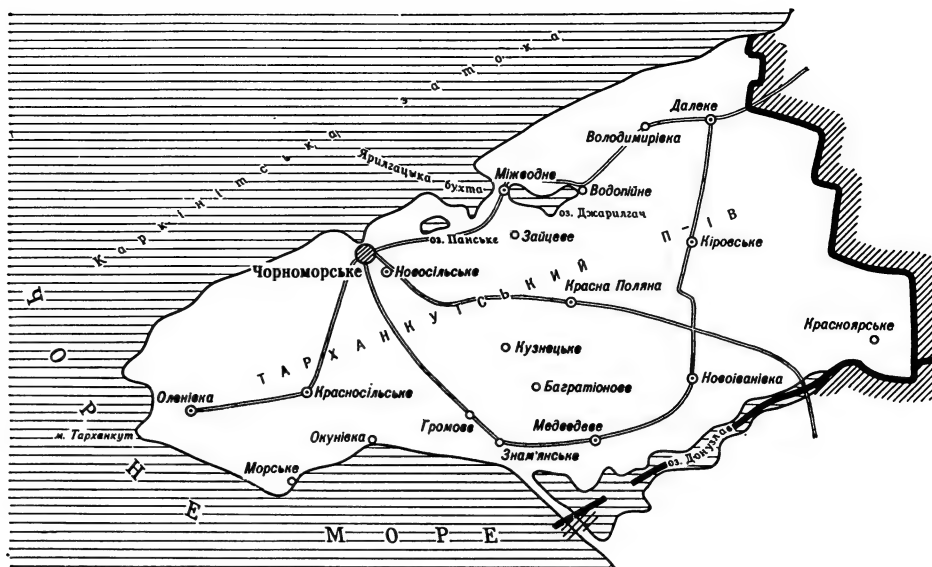 Каркінітська затока
Далеке
Володимирівка
Ярилгацька бухта
Міжводне
Водопійне
оз. Джарилгач
оз. Панське
Зайцеве
Кіровське
Чорноморське
Новосільське
Красна Поляна
ТАРХАНКУТСЬКИЙ П-ІВ
Красноярське
Кузнецьке
Багратіонове
Новоіванівка
Оленівка
Красносільське
м. Тарханкут
Окунівка
Громове
Медведеве
Знам'янське
оз. Донузлав
Морське
ЧОРНЕ МОРЕ